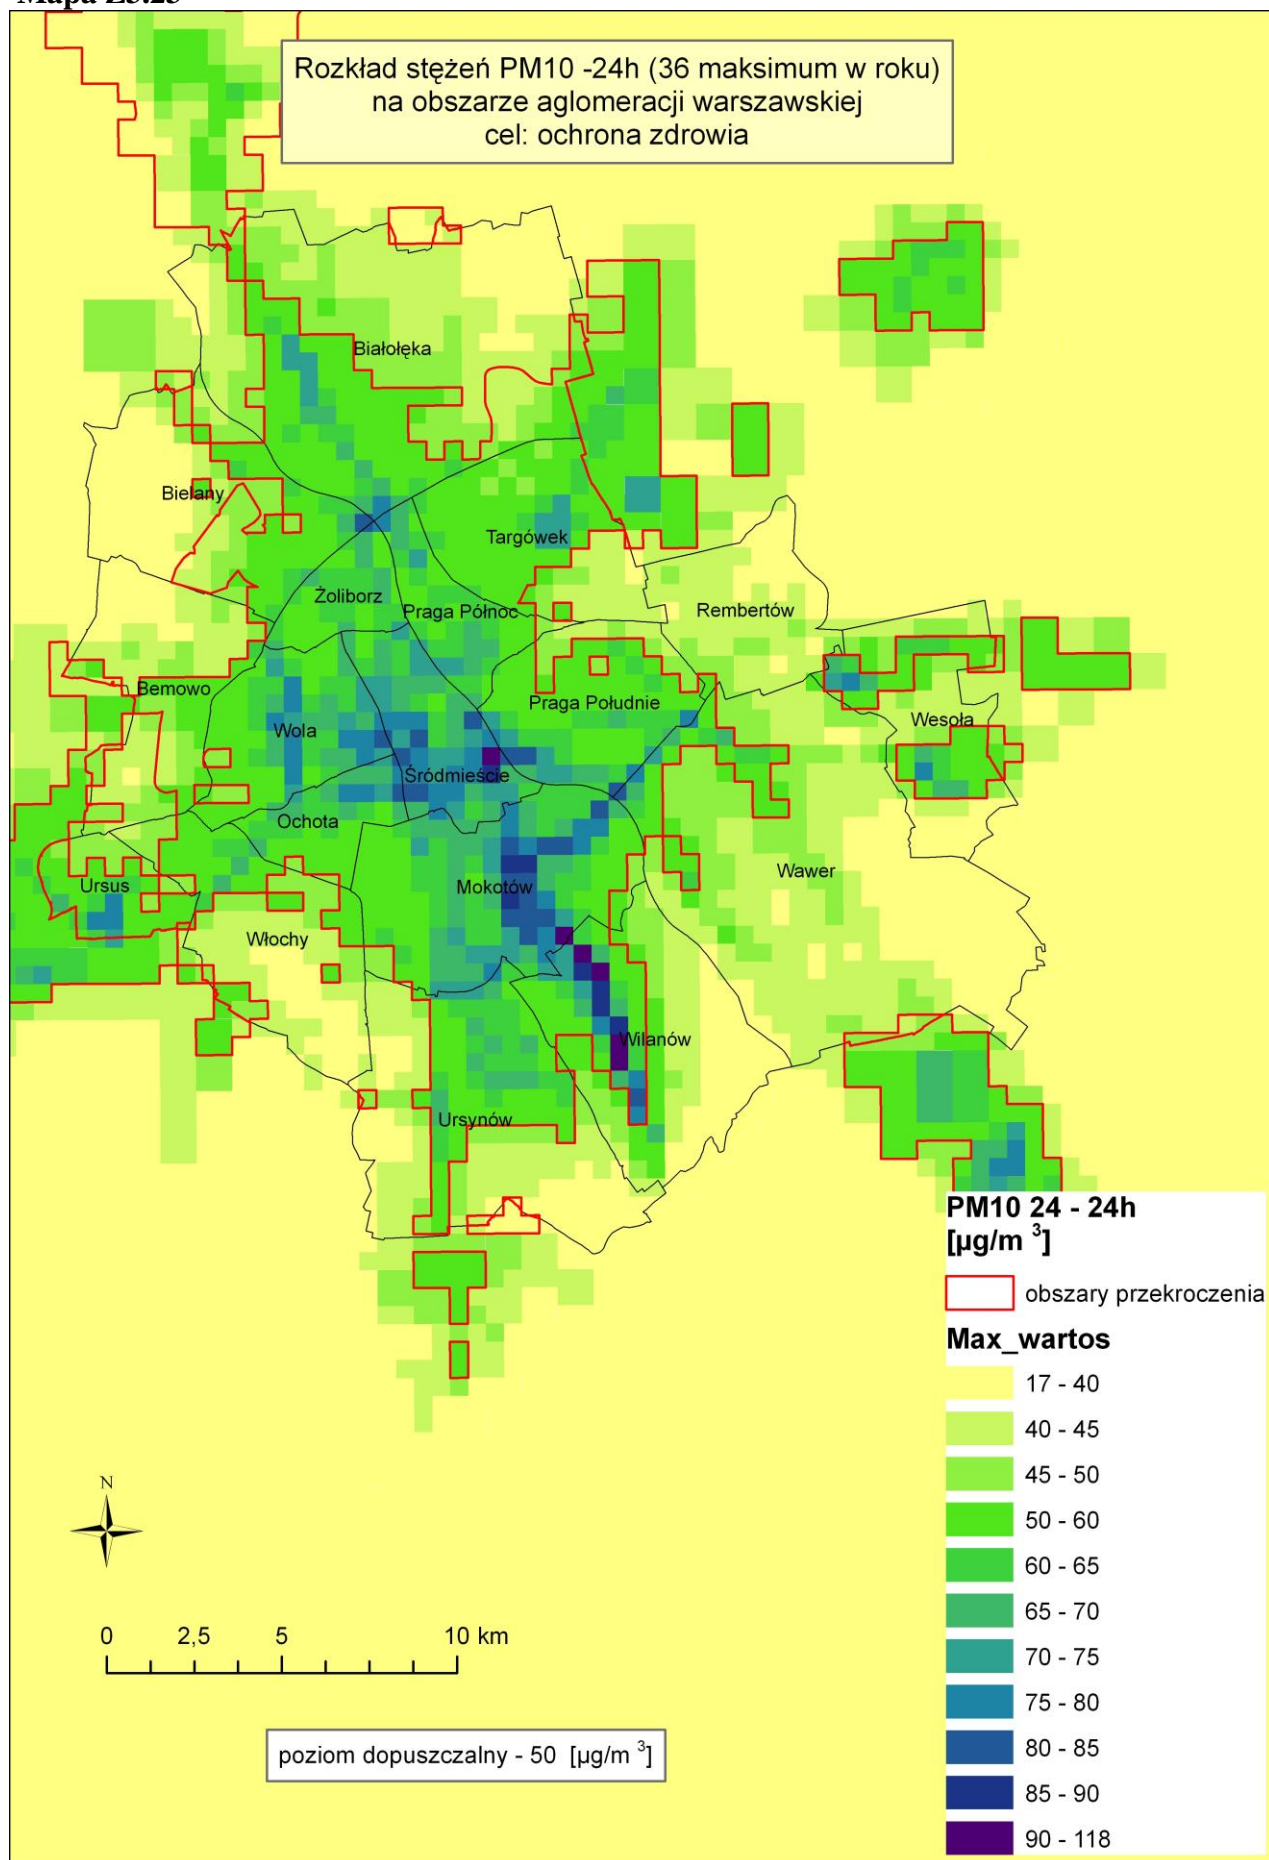 Mapa Z3.25
Rozkład stężeń PM10 -24h (36 maksimum w roku)
na obszarze aglomeracji warszawskiej
cel: ochrona zdrowia
Białołęka
Bielany
Targówek
Żoliborz
Praga Północ
Rembertów
Bemowo
Praga Południe
Wesoła
Wola
Śródmieście
Ochota
Ursus
Mokotów
Wawer
Włochy
Wilanów
Ursynów
PM10 24 - 24h
[µg/m ³]
obszary przekroczenia
Max_wartos
17 - 40
40 - 45
45 - 50
50 - 60
60 - 65
65 - 70
70 - 75
75 - 80
80 - 85
85 - 90
90 - 118
N
0 2,5 5 10 km
poziom dopuszczalny - 50 [µg/m ³]